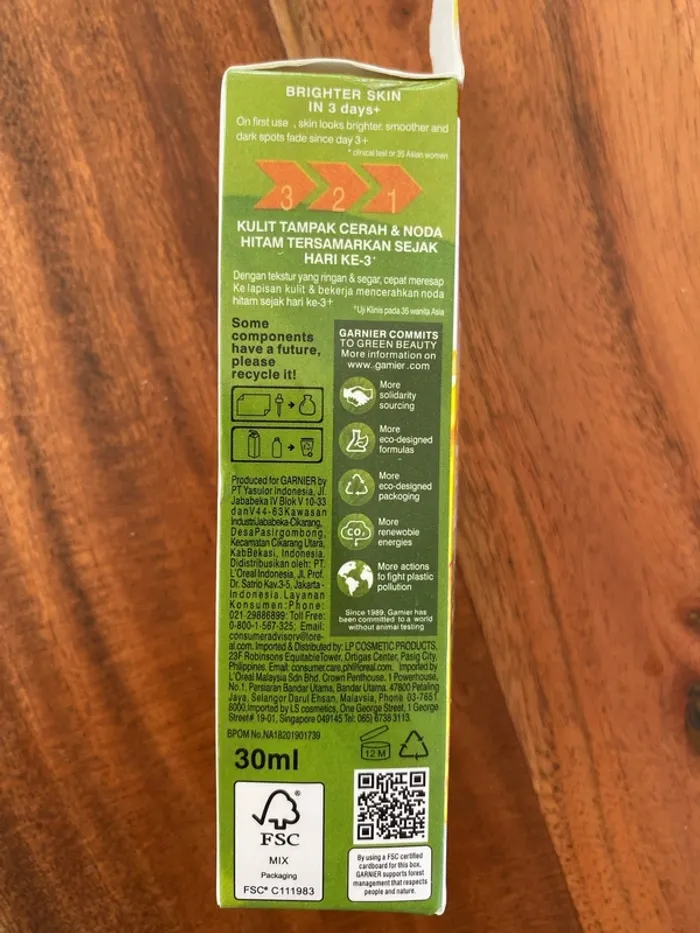 BRIGHTER SKIN
IN 3 days+
On first use , skin looks brighter. smoother and
dark spots fade since day 3+
* clinical test or 35 Asian women
3 2 1
KULIT TAMPAK CERAH & NODA
HITAM TERSAMARKAN SEJAK
HARI KE-3+
Dengan tekstur yang ringan & segar, cepat meresap
Ke lapisan kulit & bekerja mencerahkan noda
hitam sejak hari ke-3+
*Uji Klinis pada 35 wanita Asia
Some
components
have a future,
please
recycle it!
GARNIER COMMITS
TO GREEN BEAUTY
More information on
www.gamier.com
More
solidarity
sourcing
More
eco-designed
formulas
More
eco-designed
packaging
CO₂
More
renewobie
energies
More actions
to fight plastic
pollution
Since 1989, Gamier has
been committed to a world
without animal testing
Produced for GARNIER by
PT Yasulor Indonesia, Jl.
Jababeka IV Blok V 10-33
danV44-63Kawasan
IndustriJababeka-Cikarang,
DesaPasirgombong,
Kecamatan Cikarang Utara,
KabBekasi, Indonesia.
Didistribusikan oleh: PT.
L'Oreal Indonesia, JL Prof.
Dr. Satrio Kav.3-5, Jakarta-
Indonesia. Layanan
Konsumen:Phone:
021-29886899: Toll Free:
0-800-1-567-325; Email:
consumeradvisorv@lore-
al.com. Imported & Distributed by: LP COSMETIC PRODUCTS,
23F Robinsons EquitableTower, Ortigas Center, Pasig City,
Philippines. Email: consumer.care,phl@loreal.com. Imported by
L'Oreal Malaysia Sdn Bhd. Crown Penthouse. 1 Powerhouse,
No.1, Persiaran Bandar Utama, Bandar Utama. 47800 Petaling
Jaya, Selangor Darul Ehsan, Malavsia, Phone 03-7651
8000,Imported by LS cosmetics, One George Street, 1 George
Street# 19-01, Singapore 049145 Tel: 065) 6738 3113.
BPOM No,NA18201901739
12 M
30ml
FSC®
MIX
Packaging
FSC® C111983
By using a FSC certified
cardboard for this box,
GARNIER supports forest
management that respects
people and nature.